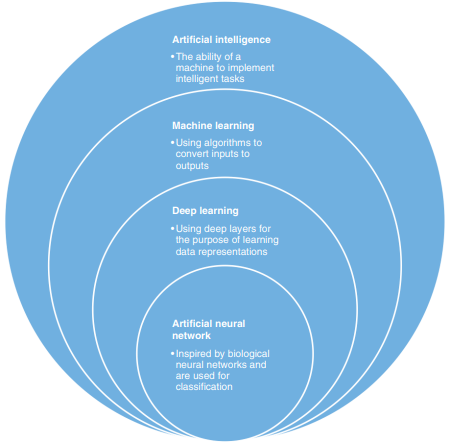 Artificial intelligence
•The ability of a
machine to implement
intelligent tasks
Machine learning
•Using algorithms to
convert inputs to
outputs
Deep learning
•Using deep layers for
the purpose of learning
data representations
Artificial neural
network
•Inspired by biological
neural networks and
are used for
classification